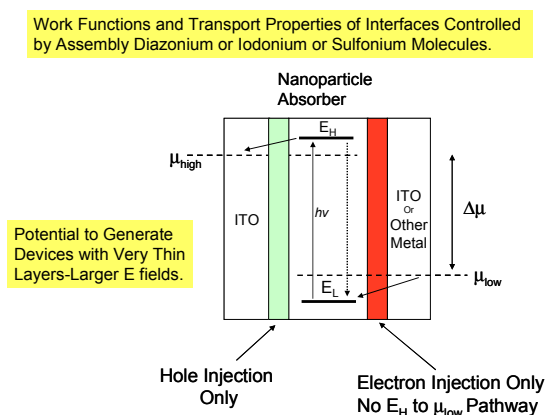 Work Functions and Transport Properties of Interfaces Controlled
by Assembly Diazonium or Iodonium or Sulfonium Molecules.
Nanoparticle
Absorber
E_H
μ_high
ITO
hν
ITO
Or
Other
Metal
Δμ
Potential to Generate
Devices with Very Thin
Layers-Larger E fields.
μ_low
E_L
Hole Injection
Only
Electron Injection Only
No E_H to μ_low Pathway